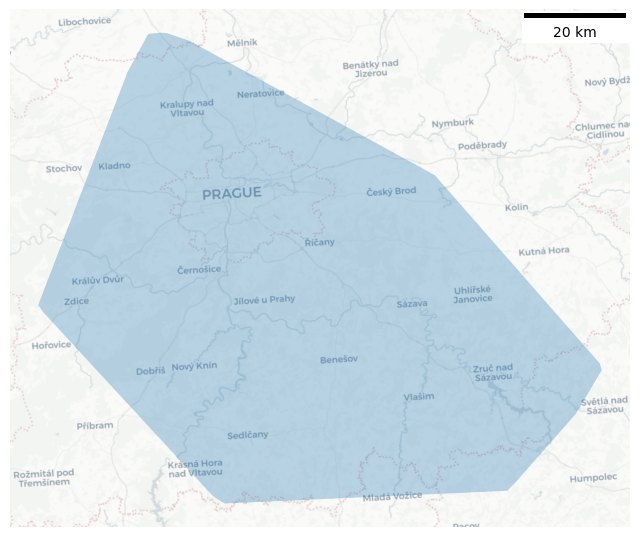 Libochovice
Mělník
20 km
Benátky nad
Jizerou
Nový Bydž
Neratovice
Kralupy nad
Vltavou
Nymburk
Chlumec nad
Cidlinou
Poděbrady
Stochov
Kladno
PRAGUE
Český Brod
Kolín
Říčany
Kutná Hora
Černošice
Králův Dvůr
Zdice
Jílové u Prahy
Sázava
Uhlířské
Janovice
Hořovice
Dobříš
Nový Knín
Benešov
Zruč nad
Sázavou
Vlašim
Světlá nad
Sázavou
Příbram
Sedlčany
Krásná Hora
nad Vltavou
Rožmitál pod
Třemšínem
Humpolec
Mladá Vožice
Pacov